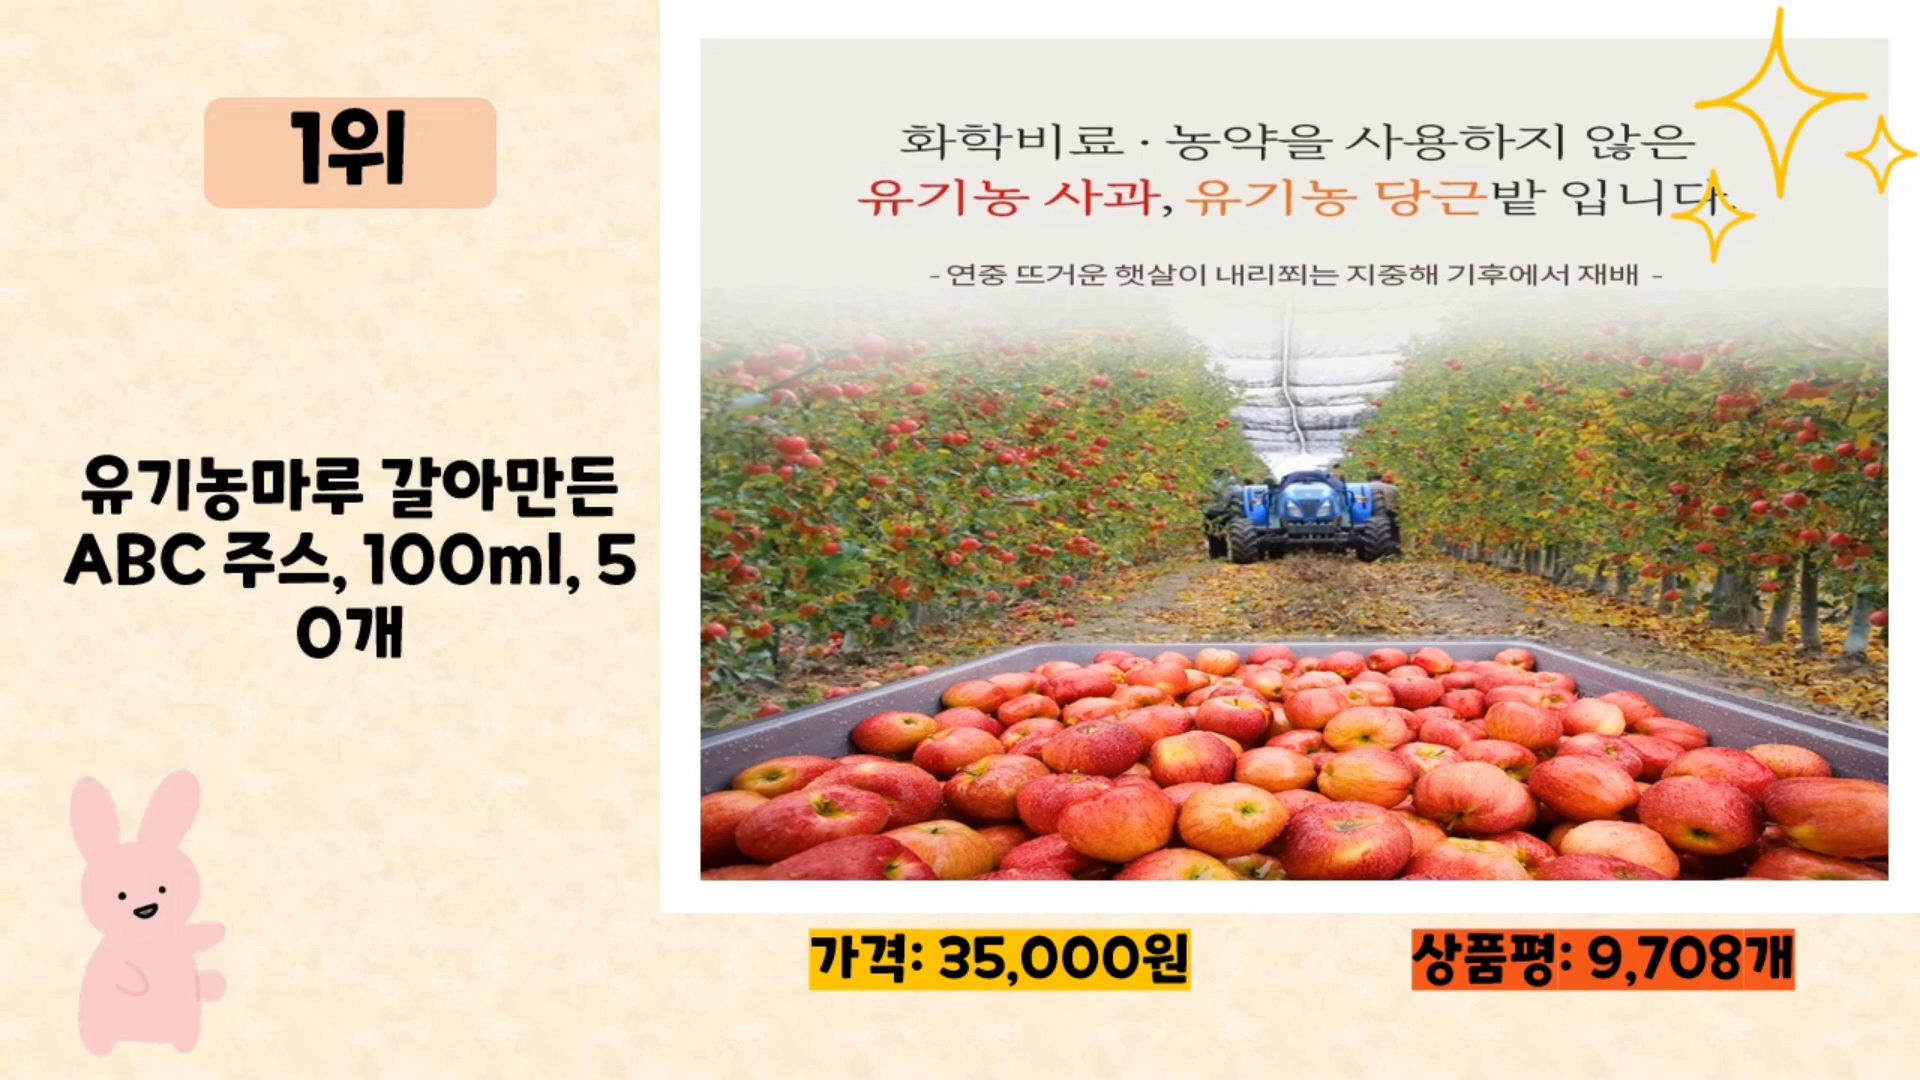 1위
유기농마루 갈아만든
ABC 주스, 100ml, 5
0개
화학비료 · 농약을 사용하지 않은
유기농 사과, 유기농 당근밭 입니다.
- 연중 뜨거운 햇살이 내리쬐는 지중해 기후에서 재배 -
가격: 35,000원
상품평: 9,708개